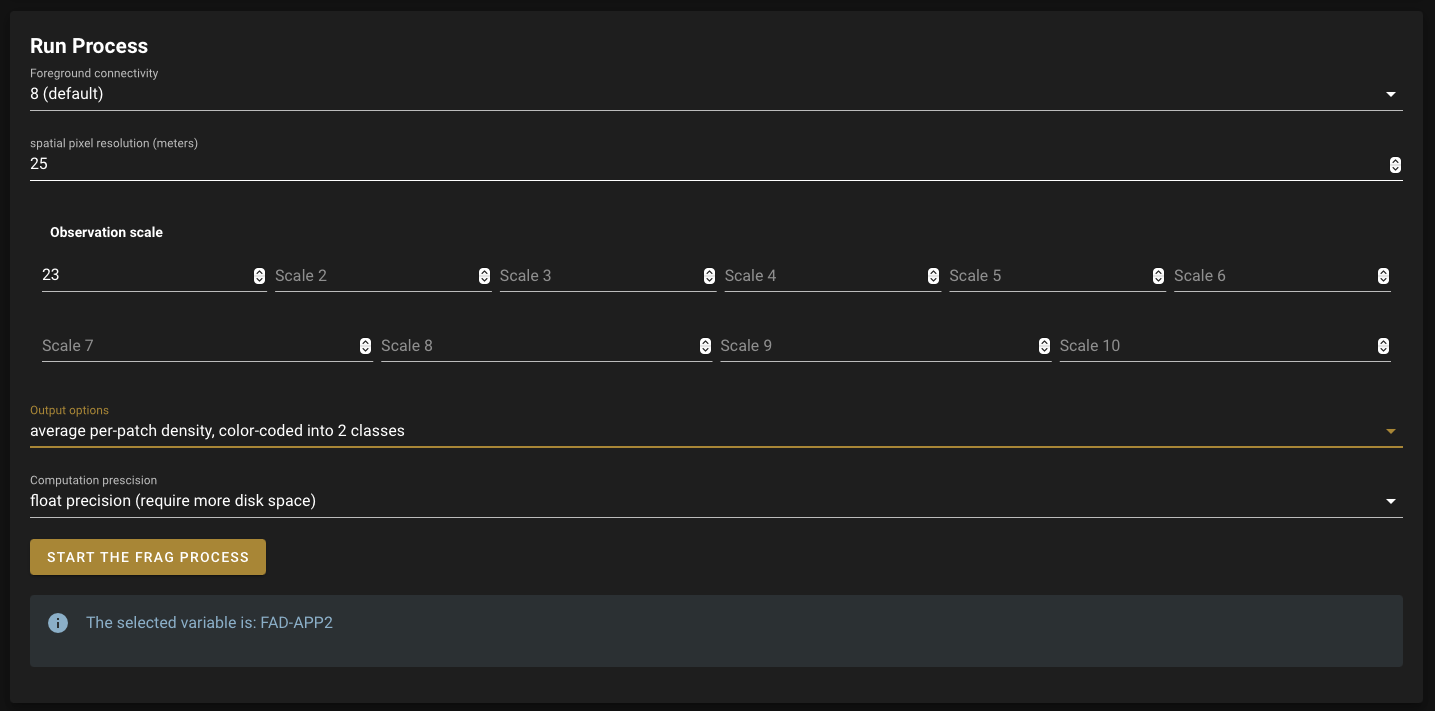 Run Process
Foreground connectivity
8 (default)
spatial pixel resolution (meters)
25
Observation scale
23 Scale 2 Scale 3 Scale 4 Scale 5 Scale 6
Scale 7 Scale 8 Scale 9 Scale 10
Output options
average per-patch density, color-coded into 2 classes
Computation prescision
float precision (require more disk space)
START THE FRAG PROCESS
The selected variable is: FAD-APP2